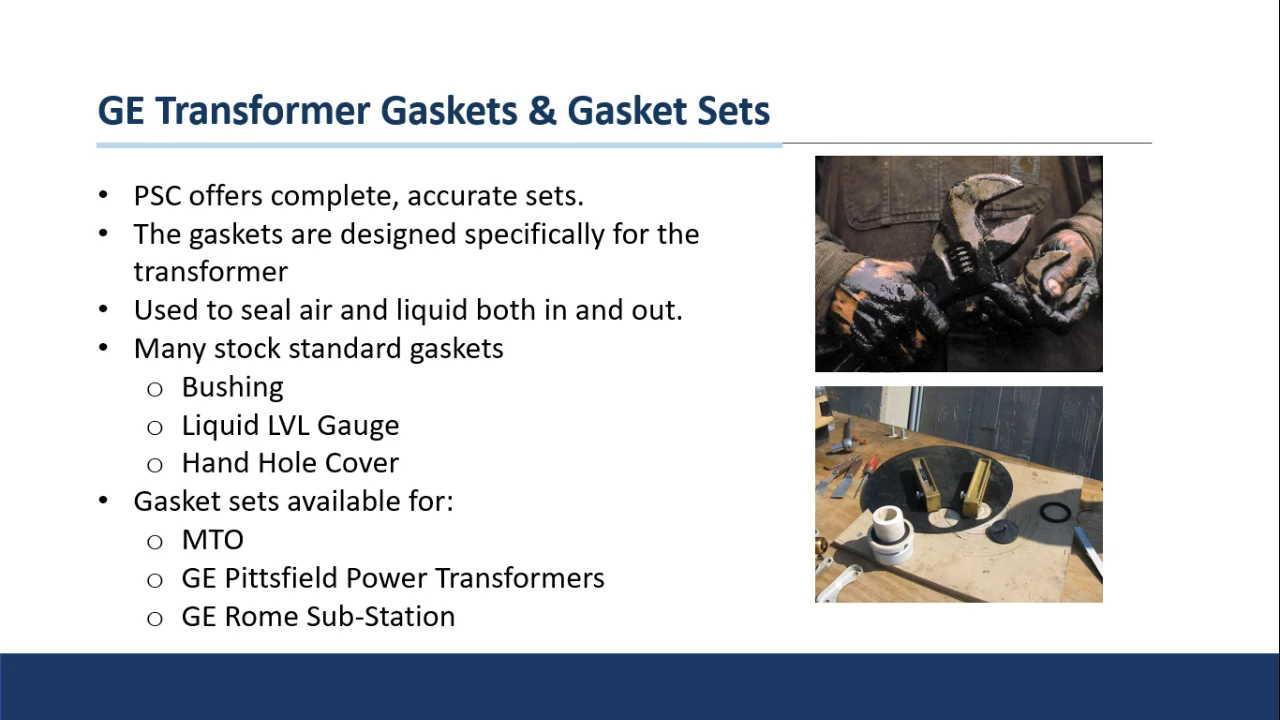 GE Transformer Gaskets & Gasket Sets
• PSC offers complete, accurate sets.
• The gaskets are designed specifically for the
transformer
• Used to seal air and liquid both in and out.
• Many stock standard gaskets
o Bushing
o Liquid LVL Gauge
o Hand Hole Cover
• Gasket sets available for:
o MTO
o GE Pittsfield Power Transformers
o GE Rome Sub-Station